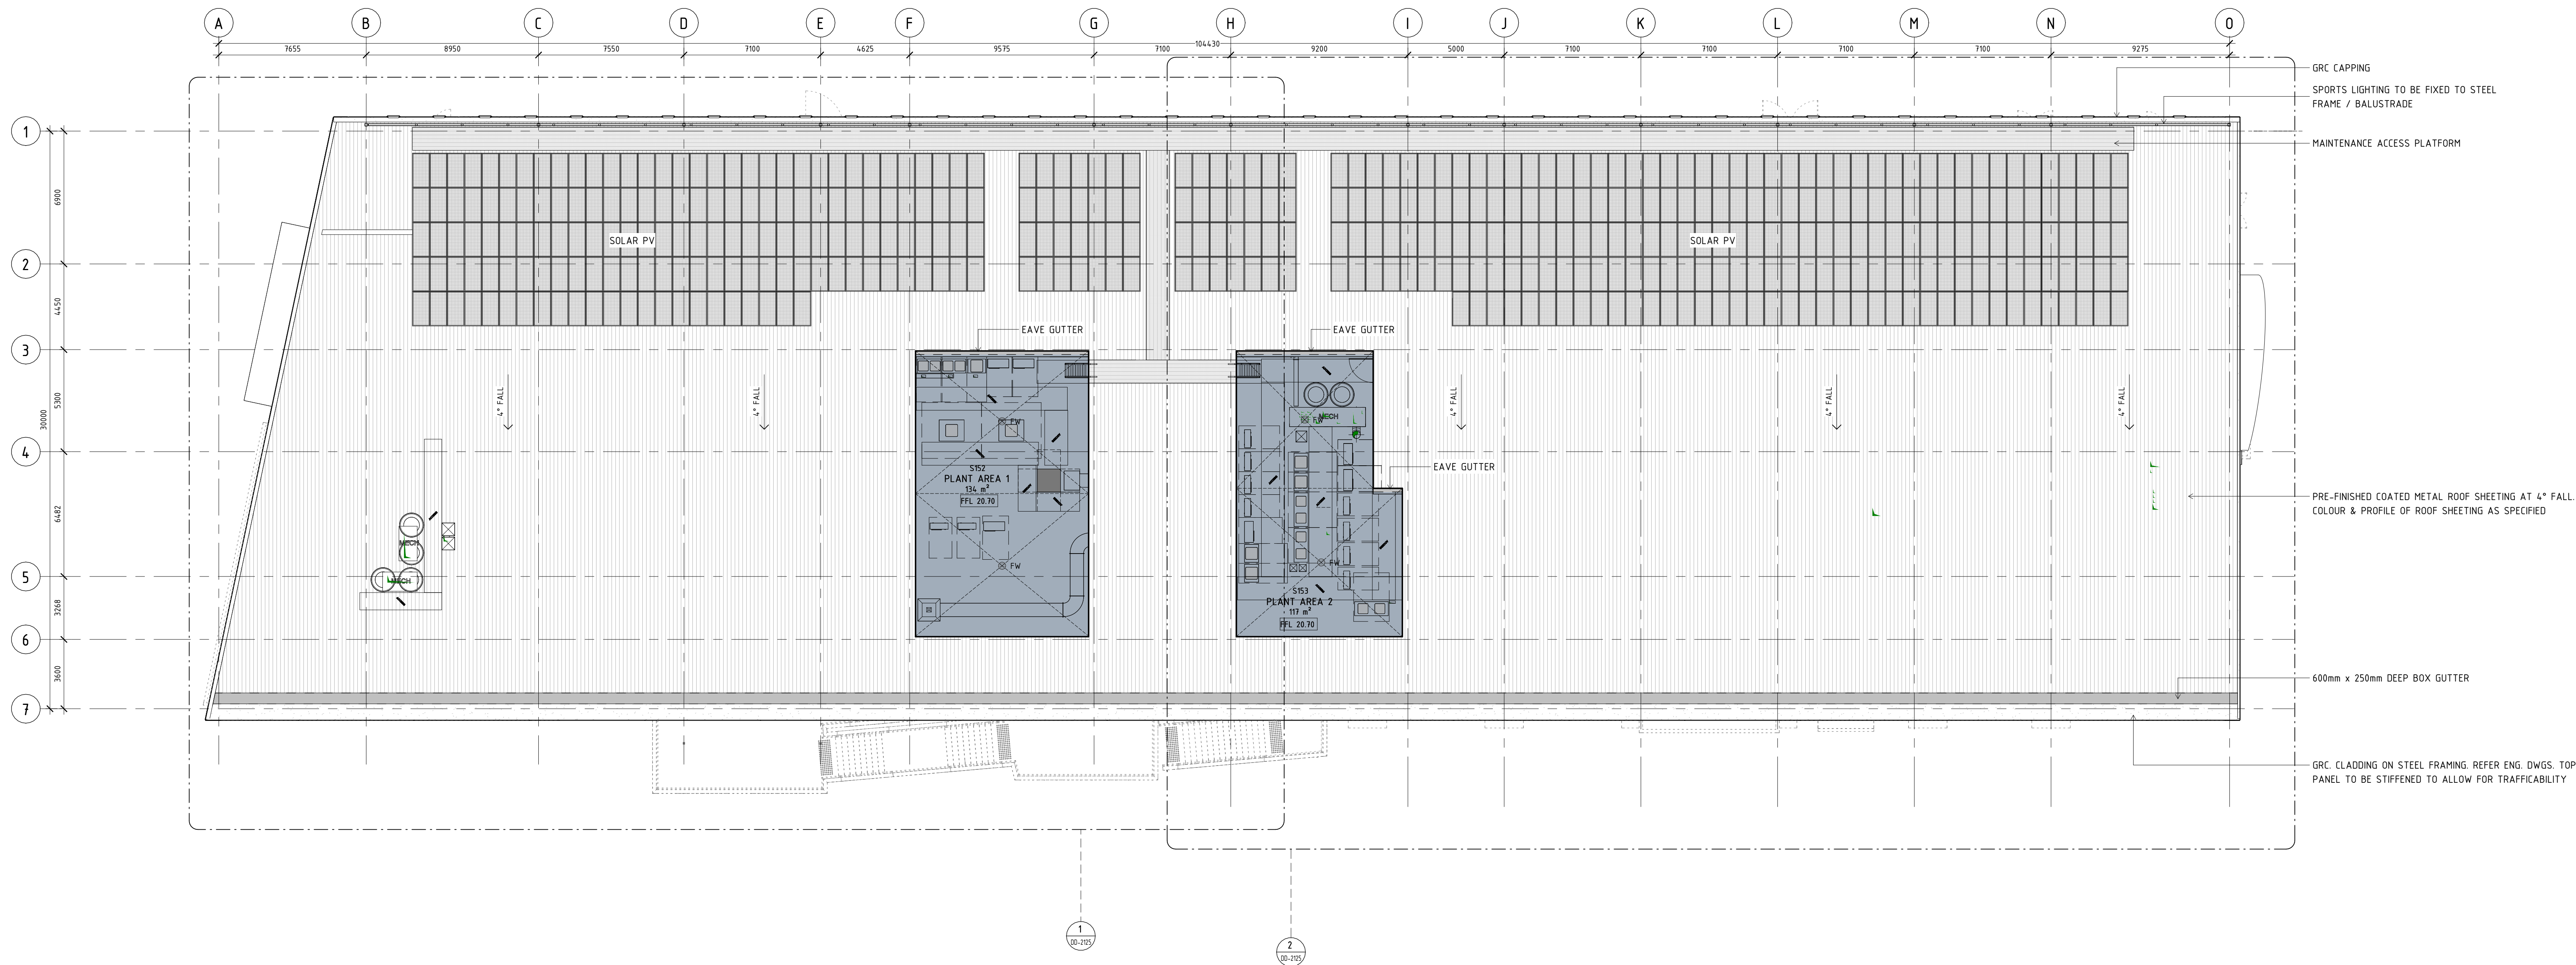 A B C D E F G H I J K L M N O
104430
7655 8950 7550 7100 4625 9575 7100 9200 5000 7100 7100 7100 7100 9275
GRC CAPPING
SPORTS LIGHTING TO BE FIXED TO STEEL
FRAME / BALUSTRADE
1
MAINTENANCE ACCESS PLATFORM
6900
SOLAR PV
SOLAR PV
2
4450
EAVE GUTTER
EAVE GUTTER
3
5300
30000
4° FALL
4° FALL
4° FALL
4° FALL
4° FALL
FW
MECH
FW
4
EAVE GUTTER
S152
PLANT AREA 1
134 m²
FFL 20.70
6482
PRE-FINISHED COATED METAL ROOF SHEETING AT 4° FALL.
COLOUR & PROFILE OF ROOF SHEETING AS SPECIFIED
MECH
FW
FW
5
MECH
S153
PLANT AREA 2
117 m²
FFL 20.70
3268
6
3600
600mm x 250mm DEEP BOX GUTTER
7
GRC. CLADDING ON STEEL FRAMING. REFER ENG. DWGS. TOP
PANEL TO BE STIFFENED TO ALLOW FOR TRAFFICABILITY
1
DD-2125
2
DD-2125